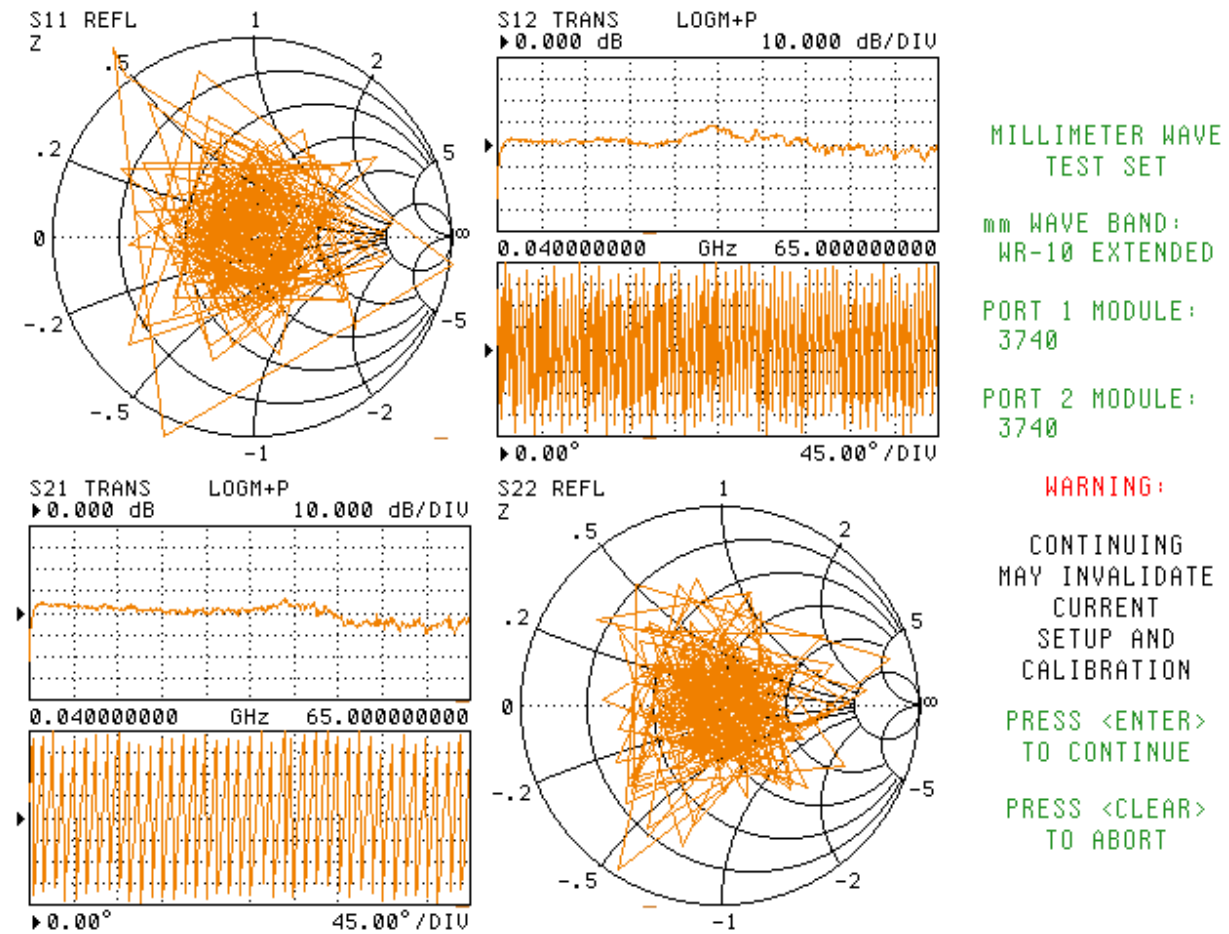 S11 REFL
Z
1
.5
2
.2
5
0
∞
-.2
-5
-.5
-2
-1
S12 TRANS LOGM+P
▶0.000 dB 10.000 dB/DIV
0.040000000 GHz 65.000000000
▶0.00° 45.00°/DIV
S21 TRANS LOGM+P
▶0.000 dB 10.000 dB/DIV
0.040000000 GHz 65.000000000
▶0.00° 45.00°/DIV
S22 REFL
Z
1
.5
2
.2
5
0
∞
-.2
-5
-.5
-2
-1
MILLIMETER WAVE
TEST SET
mm WAVE BAND:
WR-10 EXTENDED
PORT 1 MODULE:
3740
PORT 2 MODULE:
3740
WARNING:
CONTINUING
MAY INVALIDATE
CURRENT
SETUP AND
CALIBRATION
PRESS <ENTER>
TO CONTINUE
PRESS <CLEAR>
TO ABORT